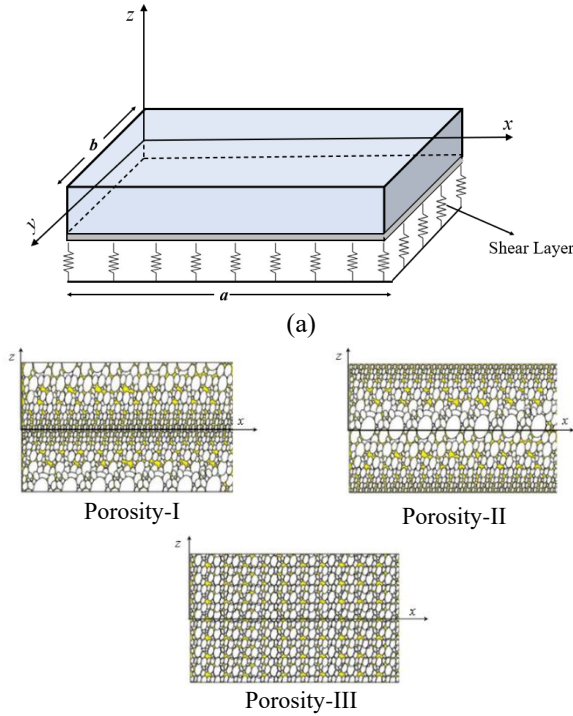 z
x
b
y
Shear Layer
a
(a)
z
x
Porosity-I
z
x
Porosity-II
z
x
Porosity-III